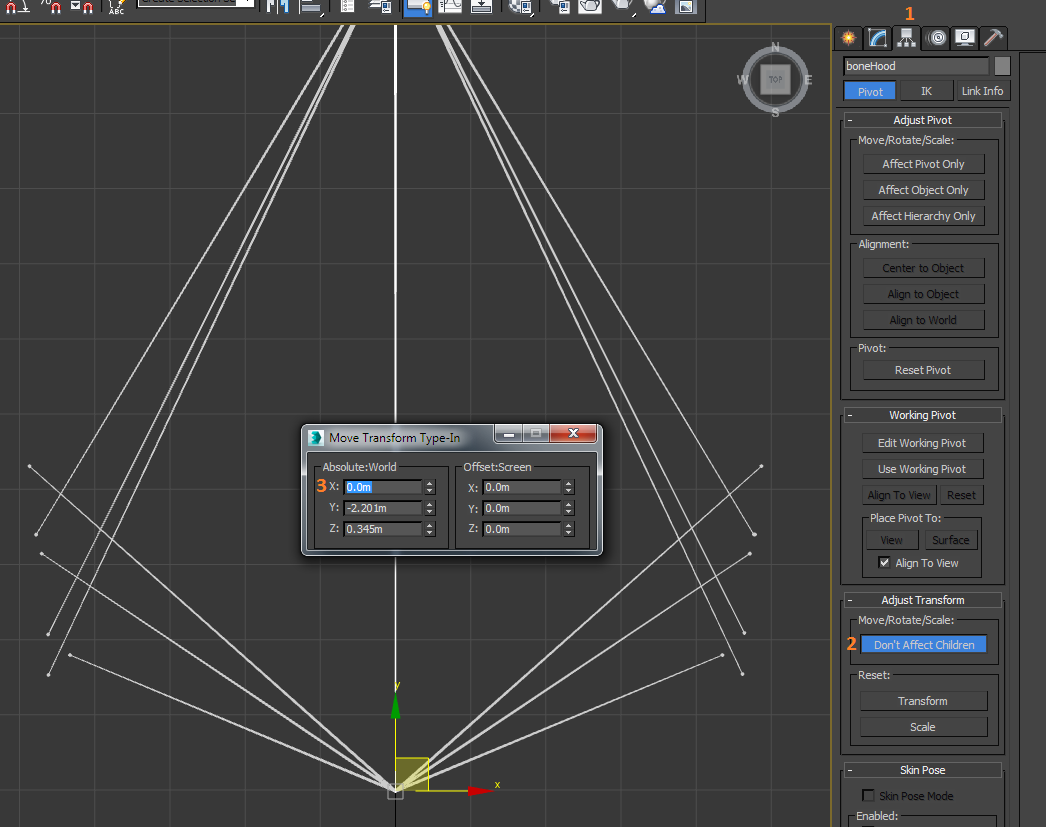 ABC
Create Selection Se
1
N
W TOP E
S
boneHood
Pivot IK Link Info
- Adjust Pivot
Move/Rotate/Scale:
Affect Pivot Only
Affect Object Only
Affect Hierarchy Only
Alignment:
Center to Object
Align to Object
Align to World
Pivot:
Reset Pivot
- Working Pivot
Edit Working Pivot
Use Working Pivot
Align To View Reset
Place Pivot To:
View Surface
Align To View
- Adjust Transform
Move/Rotate/Scale:
2 Don't Affect Children
Reset:
Transform
Scale
- Skin Pose
Skin Pose Mode
Enabled:
Move Transform Type-In
Absolute:World Offset:Screen
3 X: 0.0m X: 0.0m
Y: -2.201m Y: 0.0m
Z: 0.345m Z: 0.0m
y
x